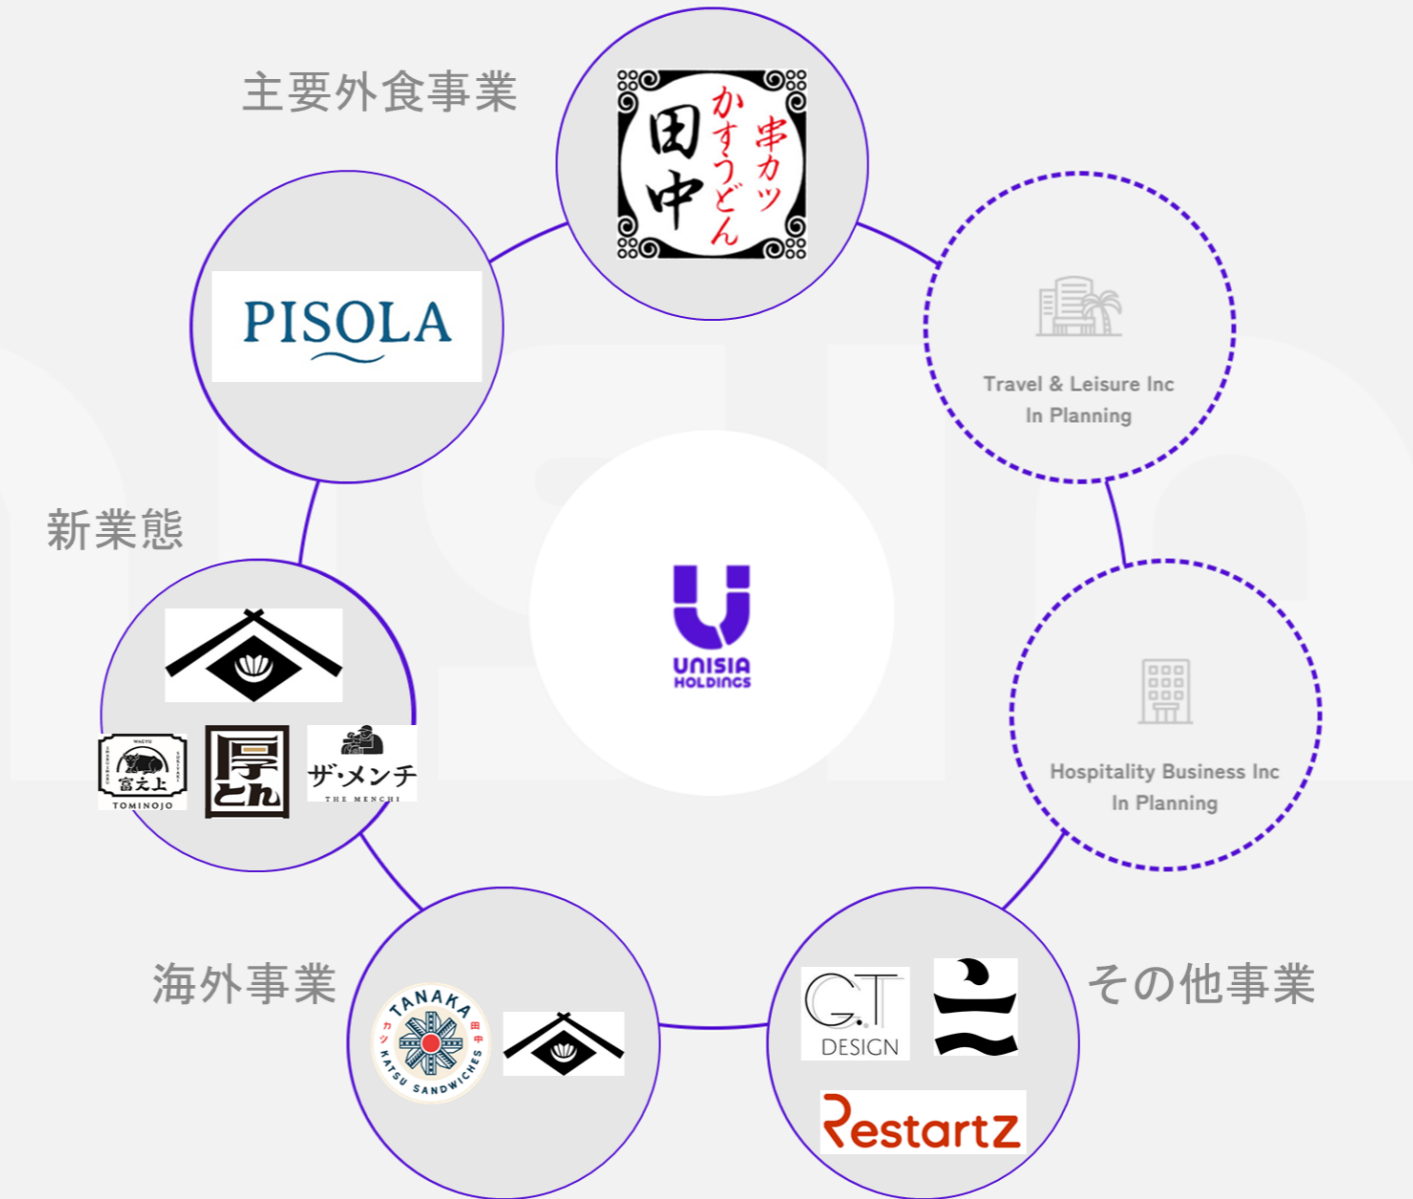 主要外食事業
串カツ
かすうどん
田中
PISOLA
Travel & Leisure Inc
In Planning
新業態
WAGYU
SUKIYAKI
富之上
TOMINOJO
厚とん
ザ・メンチ
THE MENCHI
UNISIA
HOLDINGS
Hospitality Business Inc
In Planning
海外事業
TANAKA
カツ
田中
KATSU SANDWICHES
その他事業
G.T
DESIGN
Restartz